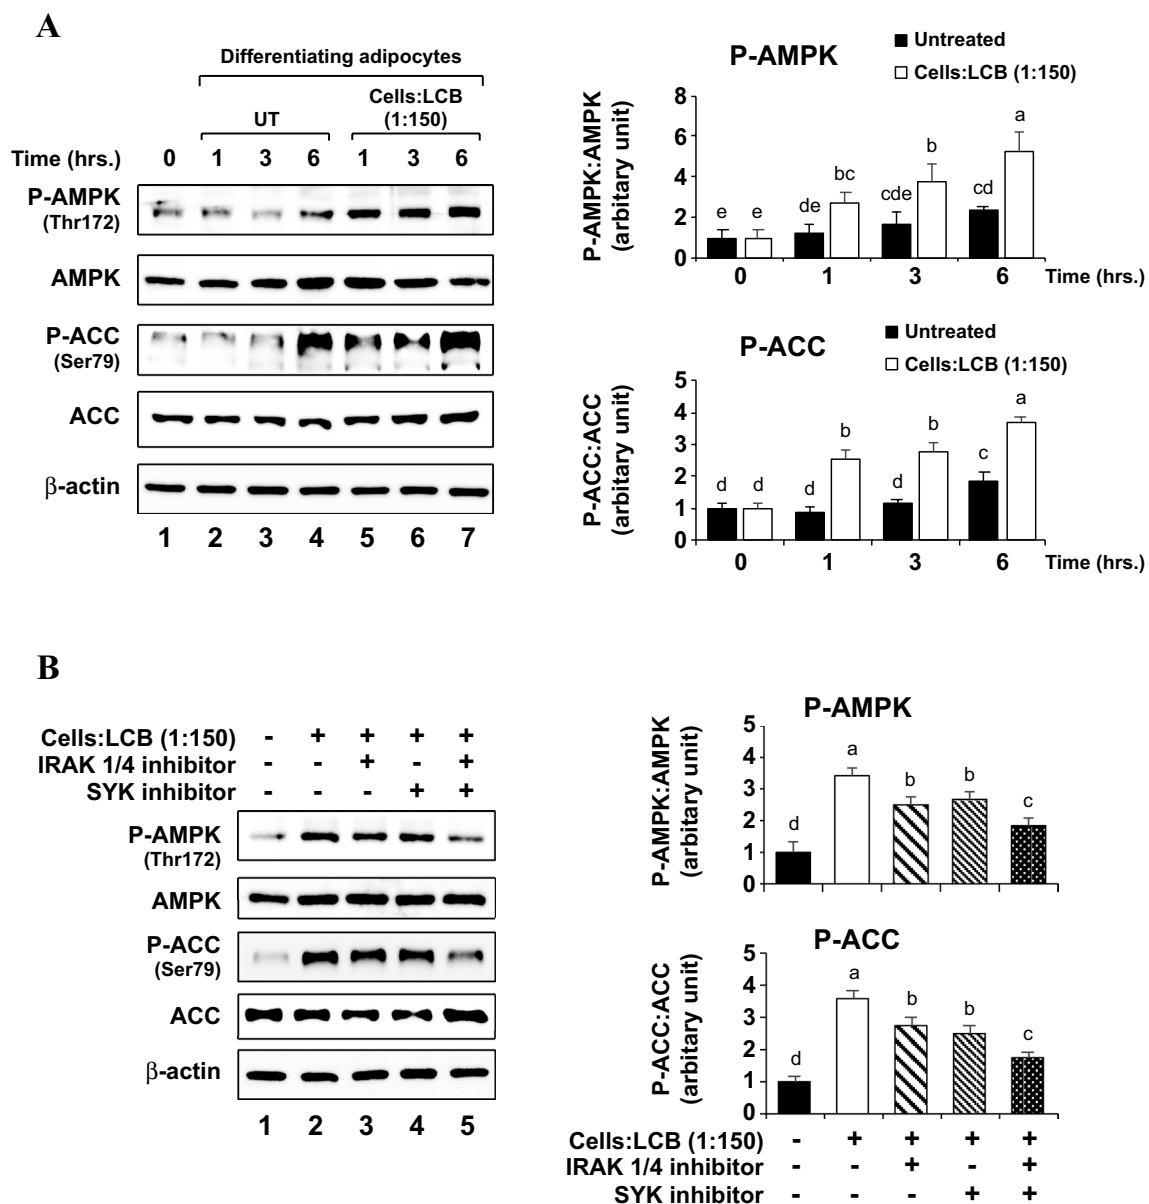 A
Differentiating adipocytes
UT
Cells:LCB
(1:150)
Time (hrs.) 0 1 3 6 1 3 6
P-AMPK
(Thr172)
AMPK
P-ACC
(Ser79)
ACC
β-actin
1 2 3 4 5 6 7
P-AMPK
Untreated
Cells:LCB (1:150)
P-AMPK:AMPK
(arbitary unit)
8
6
4
2
0
e e de bc cde b cd a
0 1 3 6 Time (hrs.)
P-ACC
Untreated
Cells:LCB (1:150)
P-ACC:ACC
(arbitary unit)
5
4
3
2
1
0
d d d b d b c a
0 1 3 6 Time (hrs.)
B
Cells:LCB (1:150) - + + + +
IRAK 1/4 inhibitor - - + - +
SYK inhibitor - - - + +
P-AMPK
(Thr172)
AMPK
P-ACC
(Ser79)
ACC
β-actin
1 2 3 4 5
P-AMPK
P-AMPK:AMPK
(arbitary unit)
5
4
3
2
1
0
d a b b c
P-ACC
P-ACC:ACC
(arbitary unit)
5
4
3
2
1
0
d a b b c
Cells:LCB (1:150) - + + + +
IRAK 1/4 inhibitor - - + - +
SYK inhibitor - - - + +